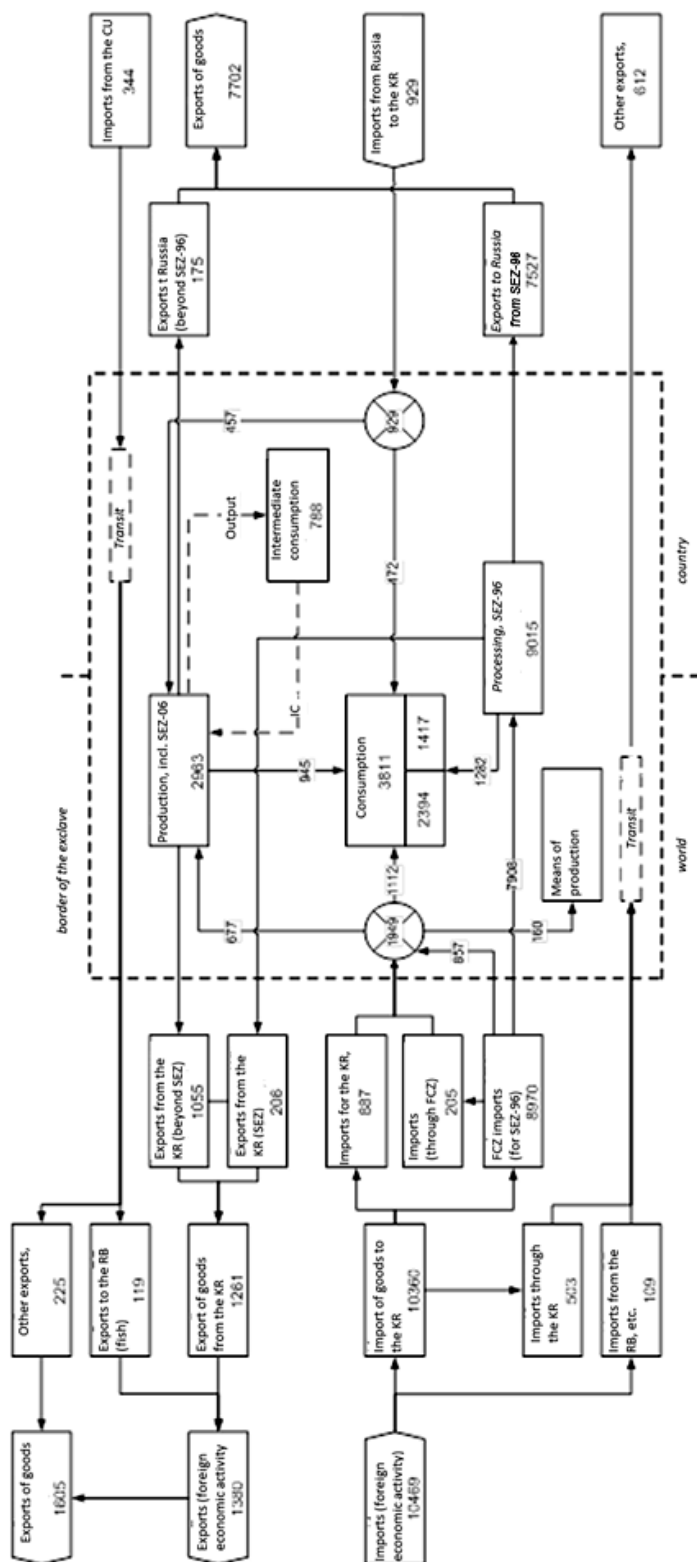 Exports of goods
1605
Other exports,
225
Exports to the RB
(fish)
119
Transit
Imports from the CU
344
border of the exclave
Exports (foreign
economic activity)
1380
Export of goods
from the KR
1261
Exports from the
KR (beyond SEZ)
1055
Exports from the
KR (SEZ)
206
Production, incl. SEZ-06
2963
Exports t Russia
(beyond SEZ-96)
175
Exports of goods
7702
677
945
IC
Output
457
Intermediate
consumption
788
Imports (foreign
economic activity)
10469
Import of goods to
the KR
10360
Imports for the KR,
887
Imports
(through FCZ)
205
FCZ imports
(for SEZ-96)
8970
1949
1112
Consumption
3811
2394
1417
472
929
Imports from Russia
to the KR
929
857
160
7908
1282
Processing, SEZ-96
9015
Exports to Russia
from SEZ-96
7527
Means of
production
Imports through
the KR
503
Imports from the
RB, etc.
109
Transit
Other exports,
612
world
country